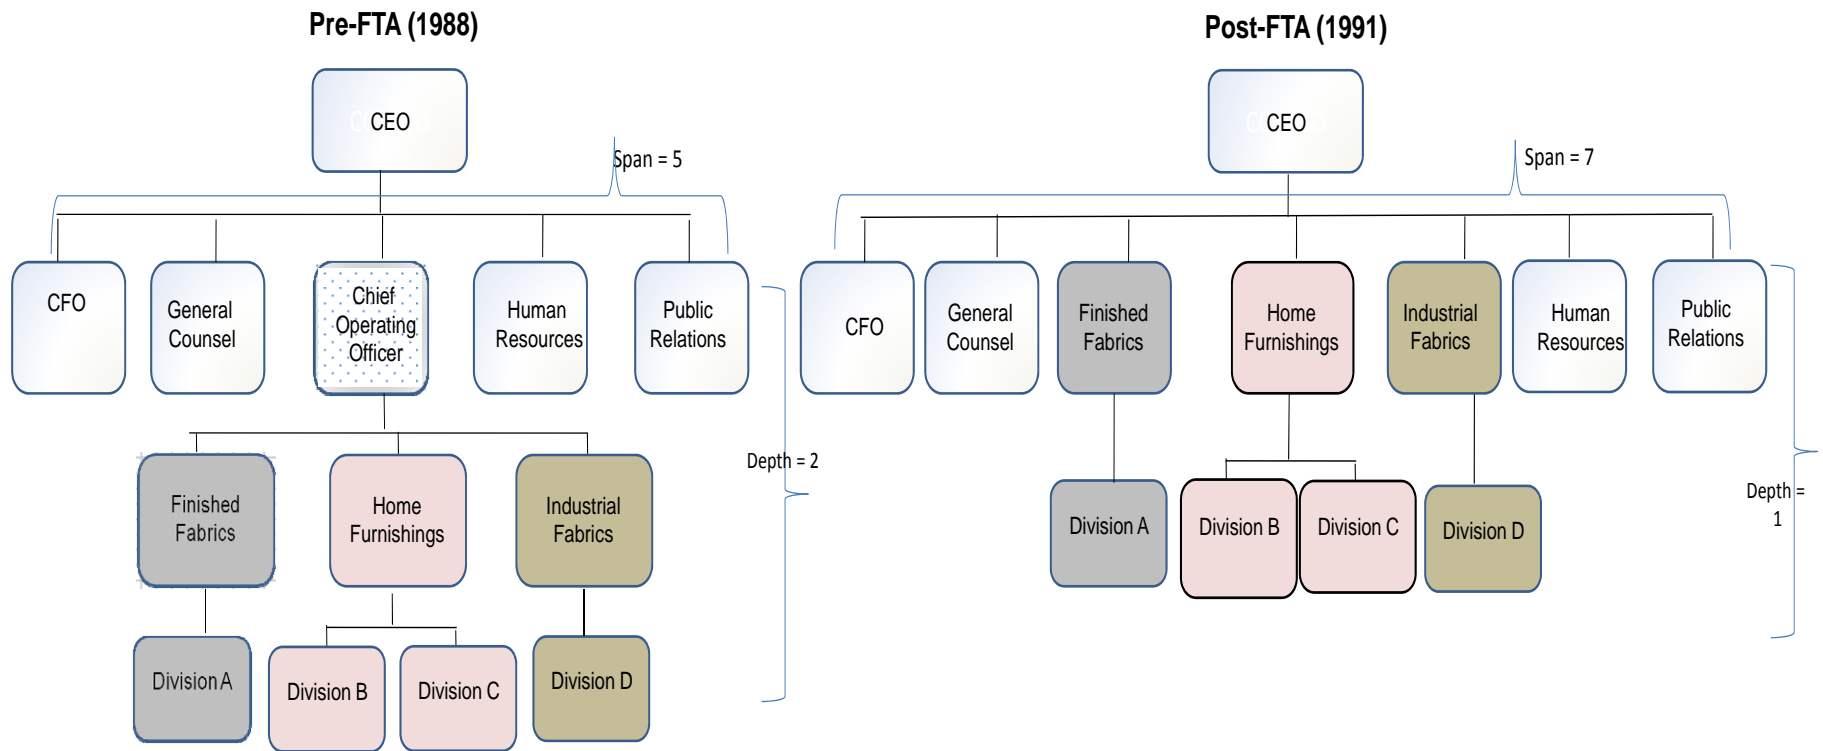 Pre-FTA (1988)
CEO
Span = 5
CFO
General
Counsel
Chief
Operating
Officer
Human
Resources
Public
Relations
Depth = 2
Finished
Fabrics
Home
Furnishings
Industrial
Fabrics
Division A
Division B
Division C
Division D
Post-FTA (1991)
CEO
Span = 7
CFO
General
Counsel
Finished
Fabrics
Home
Furnishings
Industrial
Fabrics
Human
Resources
Public
Relations
Depth =
1
Division A
Division B
Division C
Division D